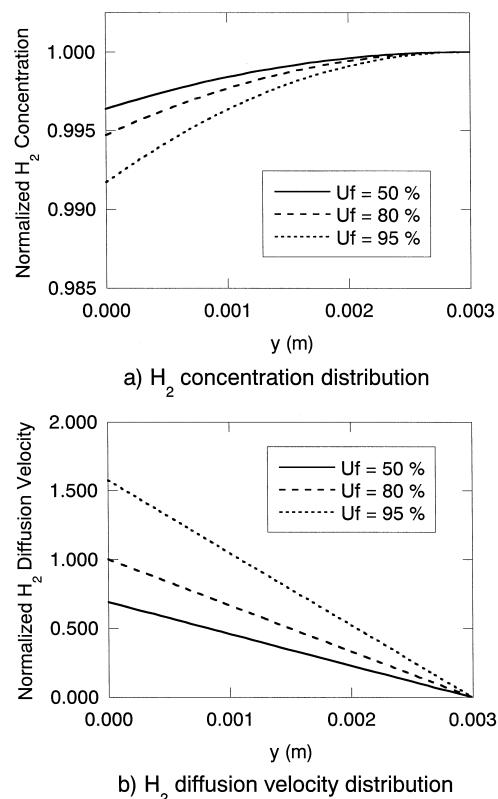 Normalized H2 Concentration
1.000
0.995
0.990
0.985
Uf = 50 %
Uf = 80 %
Uf = 95 %
0.000 0.001 0.002 0.003
y (m)
a) H2 concentration distribution
Normalized H2 Diffusion Velocity
2.000
1.500
1.000
0.500
0.000
Uf = 50 %
Uf = 80 %
Uf = 95 %
0.000 0.001 0.002 0.003
y (m)
b) H2 diffusion velocity distribution